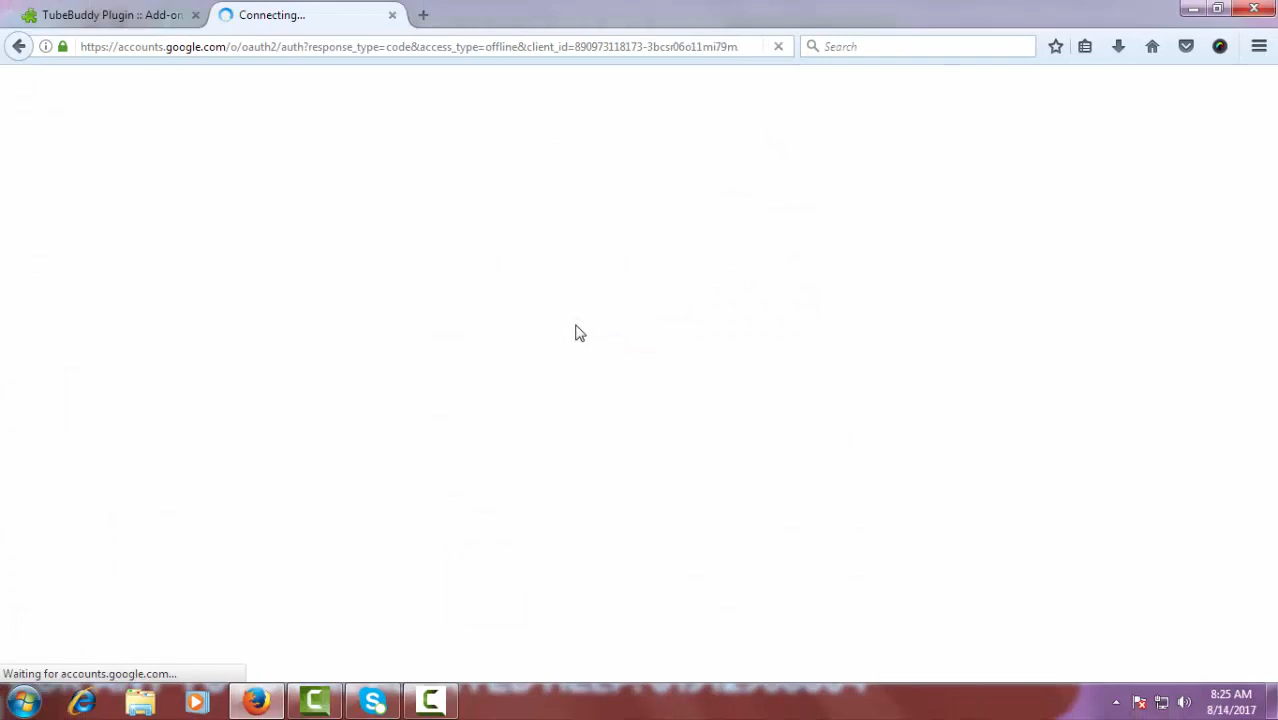 TubeBuddy Plugin :: Add-on
Connecting...
https://accounts.google.com/o/oauth2/auth?response_type=code&access_type=offline&client_id=890973118173-3bcsr06o11mi79m
Search
Waiting for accounts.google.com...
8:25 AM
8/14/2017